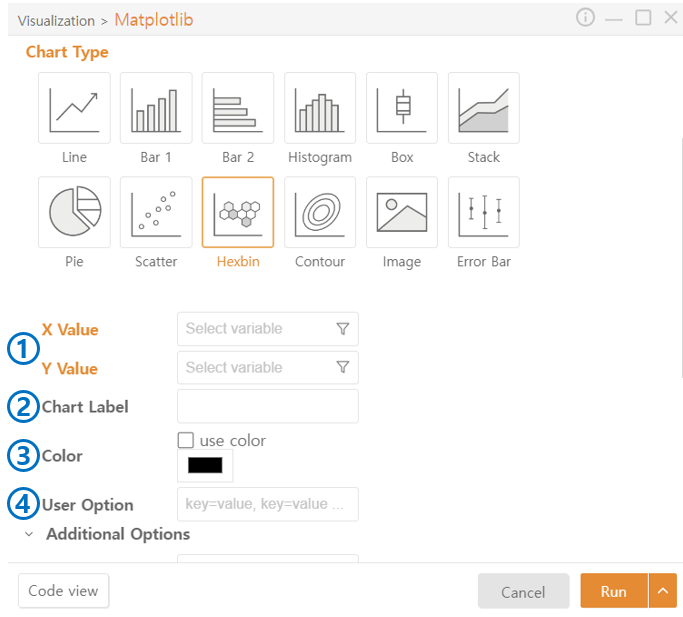 Visualization > Matplotlib
Chart Type
Line Bar 1 Bar 2 Histogram Box Stack
Pie Scatter Hexbin Contour Image Error Bar
① X Value Select variable
Y Value Select variable
② Chart Label
③ Color use color
④ User Option key=value, key=value ...
Additional Options
Code view Cancel Run